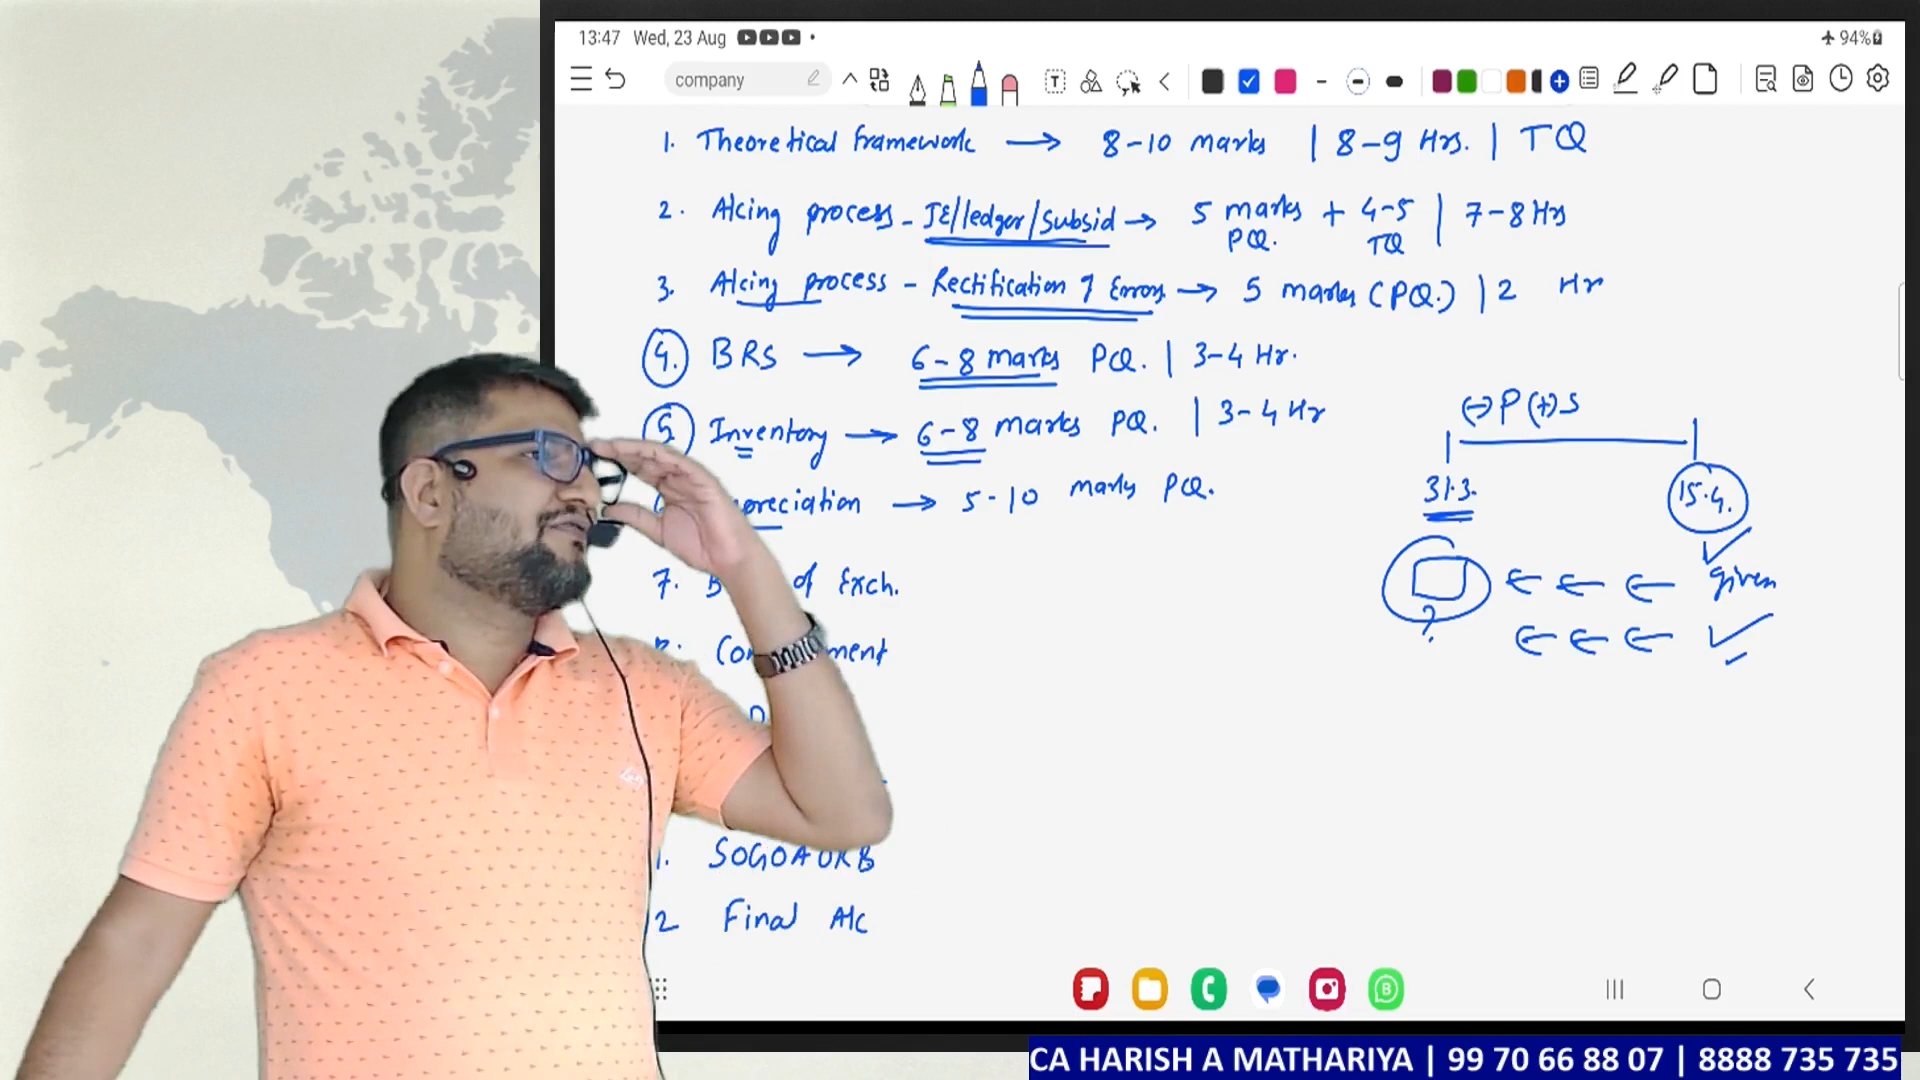 13:47 Wed, 23 Aug
94%
company
1. Theoretical Framework → 8-10 marks | 8-9 Hrs. | TQ
2. A/cing process - JE/ledger/Subsid → 5 marks PQ. + 4-5 TQ | 7-8 Hrs
3. A/cing process - Rectification of Errors → 5 marks (PQ.) | 2 Hr
4. BRS → 6-8 marks PQ. | 3-4 Hr.
5. Inventory → 6-8 marks PQ. | 3-4 Hr
preciation → 5-10 marks PQ.
(-) P (+) S
31.3. 15.4.
given
?
7. B of Exch.
Con ment
SOGOAORB
2 Final A/c
CA HARISH A MATHARIYA | 99 70 66 88 07 | 8888 735 735